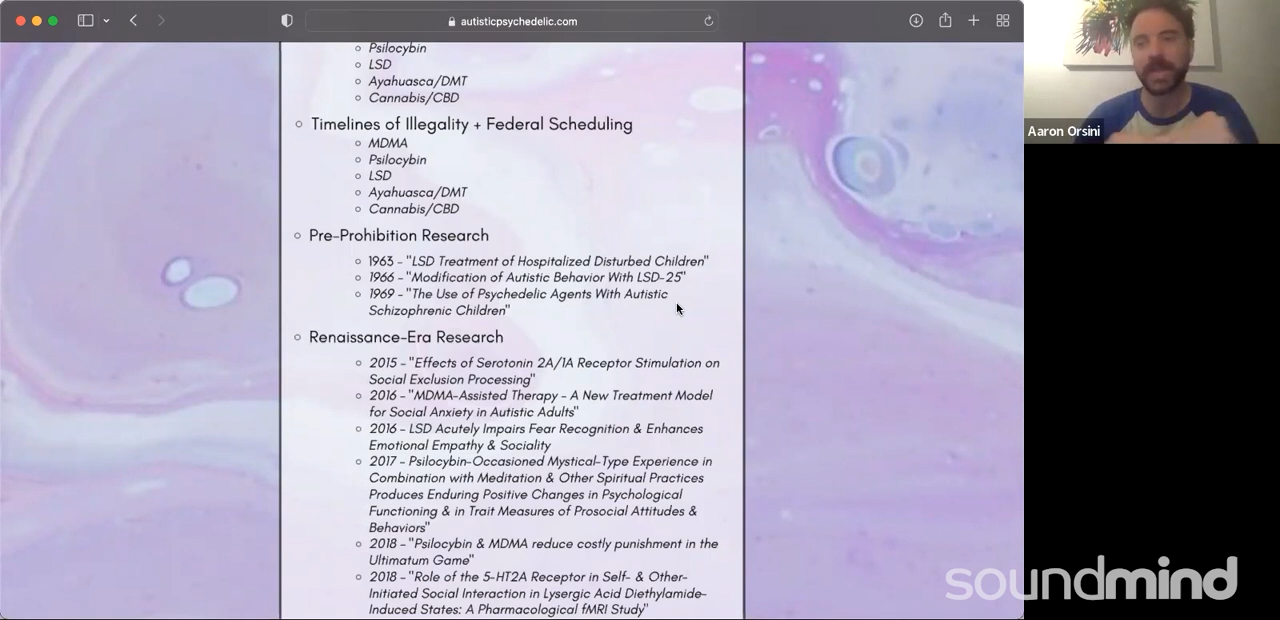 autisticpsychedelic.com
Psilocybin
LSD
Ayahuasca/DMT
Cannabis/CBD
Timelines of Illegality + Federal Scheduling
MDMA
Psilocybin
LSD
Ayahuasca/DMT
Cannabis/CBD
Pre-Prohibition Research
1963 - "LSD Treatment of Hospitalized Disturbed Children"
1966 - "Modification of Autistic Behavior With LSD-25"
1969 - "The Use of Psychedelic Agents With Autistic
Schizophrenic Children"
Renaissance-Era Research
2015 - "Effects of Serotonin 2A/1A Receptor Stimulation on
Social Exclusion Processing"
2016 - "MDMA-Assisted Therapy - A New Treatment Model
for Social Anxiety in Autistic Adults"
2016 - LSD Acutely Impairs Fear Recognition & Enhances
Emotional Empathy & Sociality
2017 - Psilocybin-Occasioned Mystical-Type Experience in
Combination with Meditation & Other Spiritual Practices
Produces Enduring Positive Changes in Psychological
Functioning & in Trait Measures of Prosocial Attitudes &
Behaviors"
2018 - "Psilocybin & MDMA reduce costly punishment in the
Ultimatum Game"
2018 - "Role of the 5-HT2A Receptor in Self- & Other-
Initiated Social Interaction in Lysergic Acid Diethylamide-
Induced States: A Pharmacological fMRI Study"
Aaron Orsini
soundmind